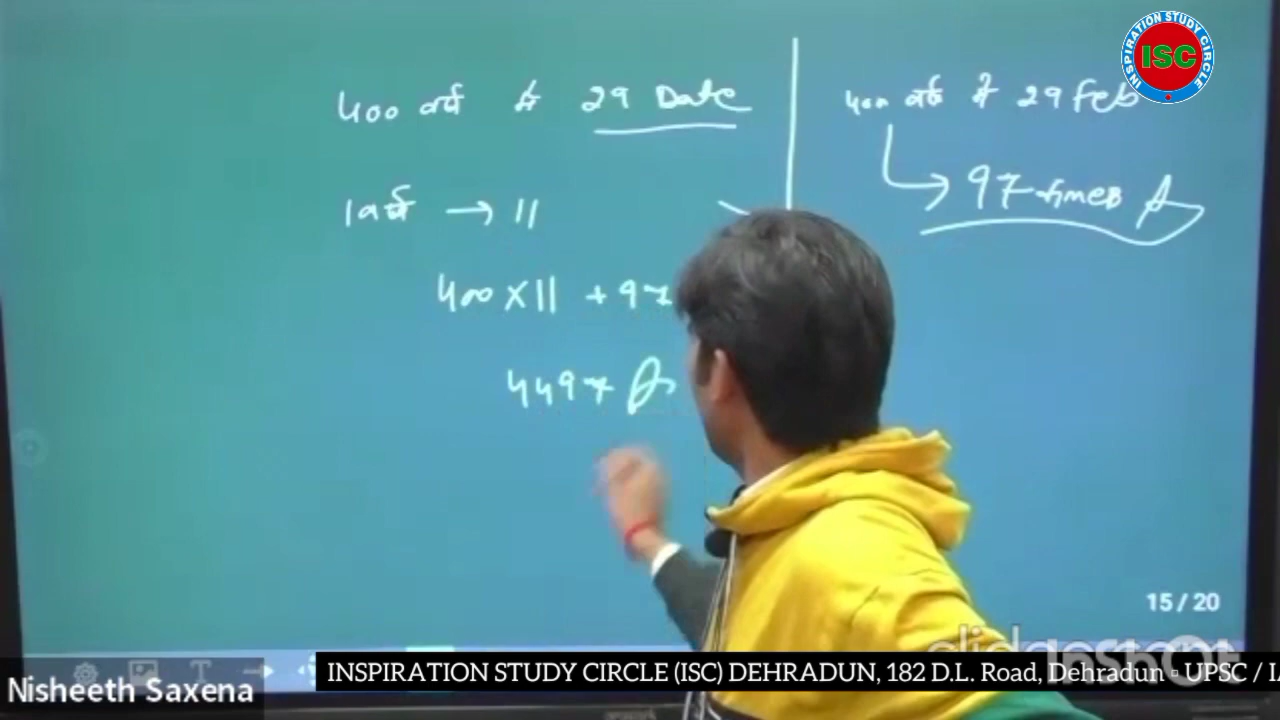 400 वर्ष में 29 Date
1 वर्ष → 11
400 × 11 + 97
4497 A
400 वर्ष में 29 Feb
→ 97 times A
INSPIRATION STUDY CIRCLE
ISC
15 / 20
Nisheeth Saxena
INSPIRATION STUDY CIRCLE (ISC) DEHRADUN, 182 D.L. Road, Dehradun - UPSC / IA